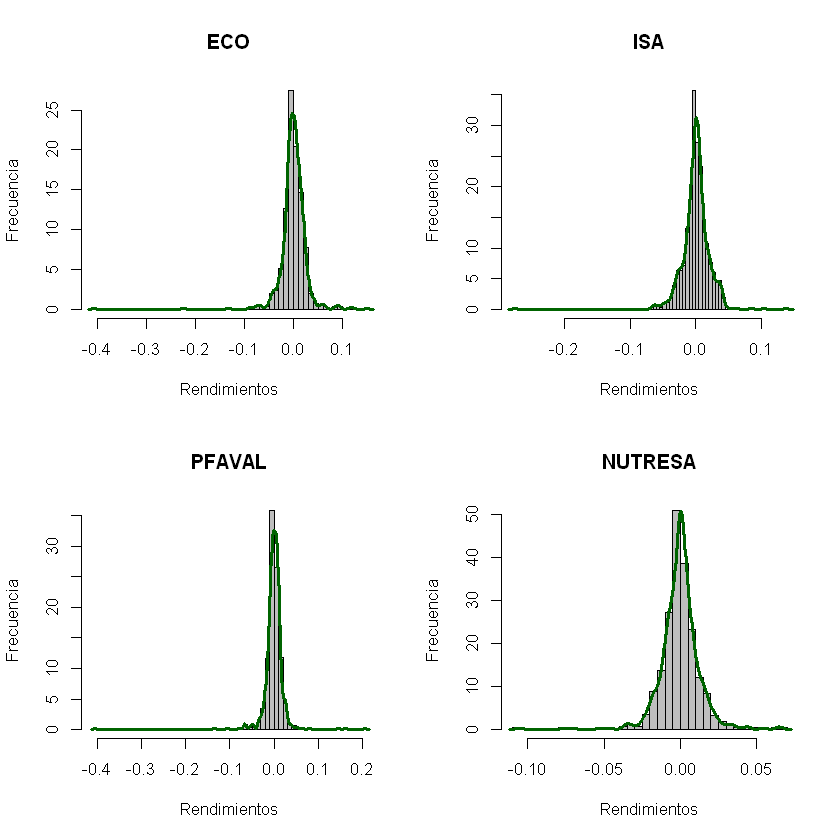 ECO
Frecuencia
25
20
15
10
5
0
-0.4 -0.3 -0.2 -0.1 0.0 0.1
Rendimientos
ISA
Frecuencia
30
20
10
5
0
-0.2 -0.1 0.0 0.1
Rendimientos
PFAVAL
Frecuencia
30
20
10
5
0
-0.4 -0.3 -0.2 -0.1 0.0 0.1 0.2
Rendimientos
NUTRESA
Frecuencia
50
40
30
20
10
0
-0.10 -0.05 0.00 0.05
Rendimientos